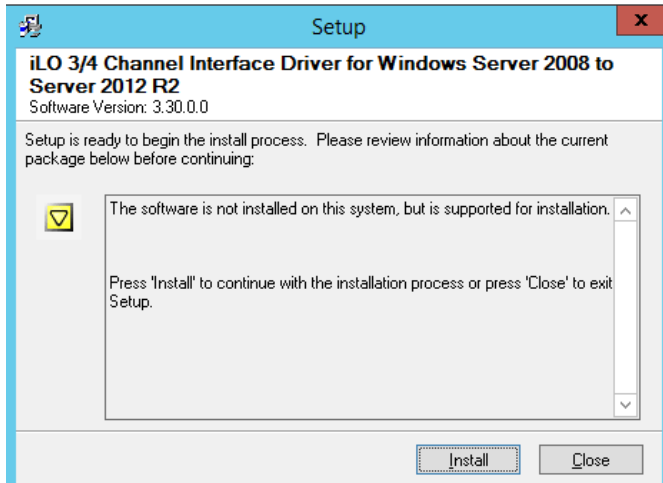 Setup
x
iLO 3/4 Channel Interface Driver for Windows Server 2008 to
Server 2012 R2
Software Version: 3.30.0.0
Setup is ready to begin the install process.  Please review information about the current
package below before continuing:
The software is not installed on this system, but is supported for installation.
Press 'Install' to continue with the installation process or press 'Close' to exit
Setup.
Install
Close